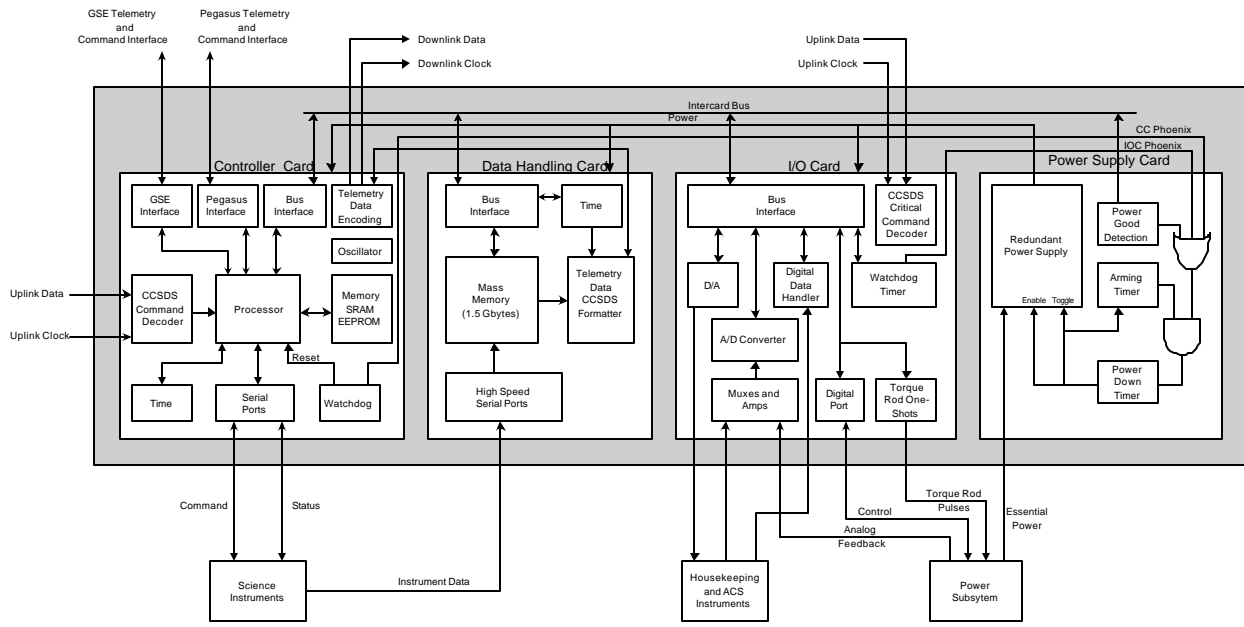 GSE Telemetry
and
Command Interface
Pegasus Telemetry
and
Command Interface
Downlink Data
Downlink Clock
Uplink Data
Uplink Clock
Intercard Bus
Power
CC Phoenix
IOC Phoenix
Controller Card
Data Handling Card
I/O Card
Power Supply Card
GSE
Interface
Pegasus
Interface
Bus
Interface
Telemetry
Data
Encoding
Oscillator
Uplink Data
Uplink Clock
CCSDS
Command
Decoder
Processor
Memory
SRAM
EEPROM
Reset
Time
Serial
Ports
Watchdog
Bus
Interface
Time
Mass
Memory
(1.5 Gbytes)
Telemetry
Data
CCSDS
Formatter
High Speed
Serial Ports
Bus
Interface
CCSDS
Critical
Command
Decoder
D/A
Digital
Data
Handler
Watchdog
Timer
A/D Converter
Muxes and
Amps
Digital
Port
Torque
Rod One-
Shots
Redundant
Power Supply
Enable Toggle
Power
Good
Detection
Arming
Timer
Power
Down
Timer
Command
Status
Science
Instruments
Instrument Data
Housekeeping
and ACS
Instruments
Control
Analog
Feedback
Torque Rod
Pulses
Essential
Power
Power
Subsytem